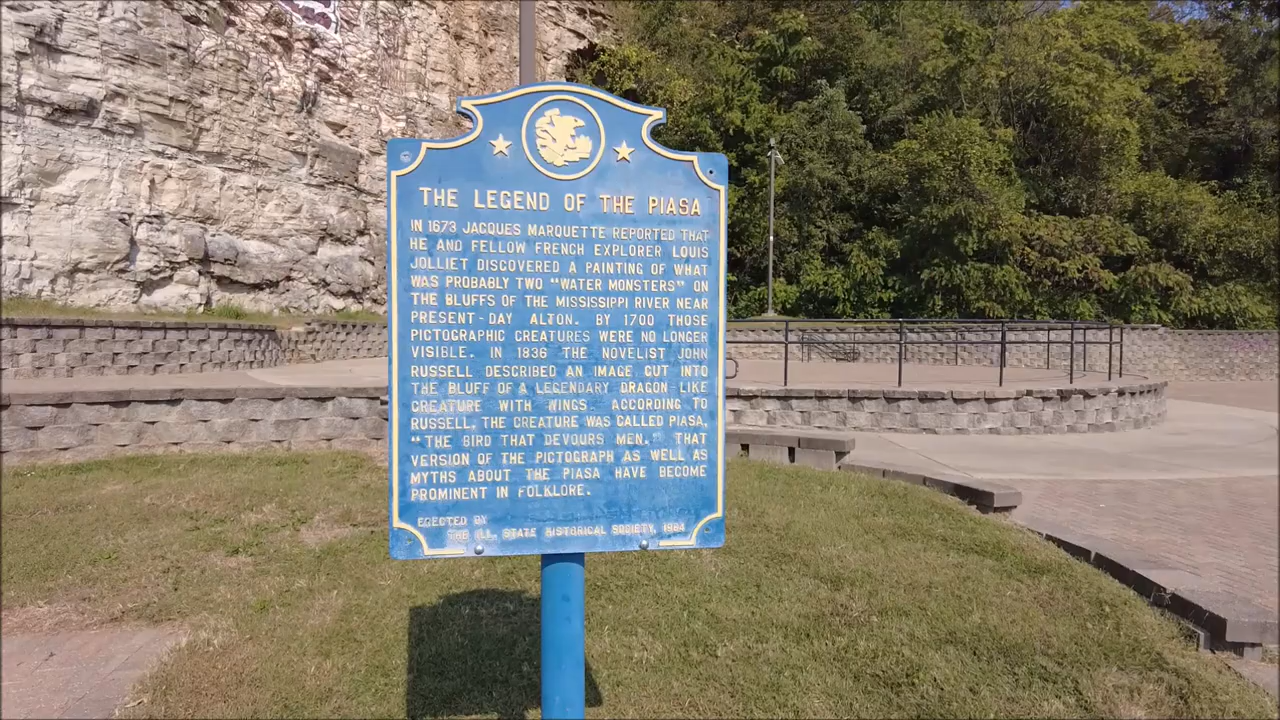 THE LEGEND OF THE PIASA
IN 1673 JACQUES MARQUETTE REPORTED THAT
HE AND FELLOW FRENCH EXPLORER LOUIS
JOLLIET DISCOVERED A PAINTING OF WHAT
WAS PROBABLY TWO "WATER MONSTERS" ON
THE BLUFFS OF THE MISSISSIPPI RIVER NEAR
PRESENT-DAY ALTON. BY 1700 THOSE
PICTOGRAPHIC CREATURES WERE NO LONGER
VISIBLE. IN 1836 THE NOVELIST JOHN
RUSSELL DESCRIBED AN IMAGE CUT INTO
THE BLUFF OF A LEGENDARY DRAGON-LIKE
CREATURE WITH WINGS. ACCORDING TO
RUSSELL, THE CREATURE WAS CALLED PIASA,
"THE BIRD THAT DEVOURS MEN." THAT
VERSION OF THE PICTOGRAPH AS WELL AS
MYTHS ABOUT THE PIASA HAVE BECOME
PROMINENT IN FOLKLORE.
ERECTED BY
THE ILL. STATE HISTORICAL SOCIETY, 1984